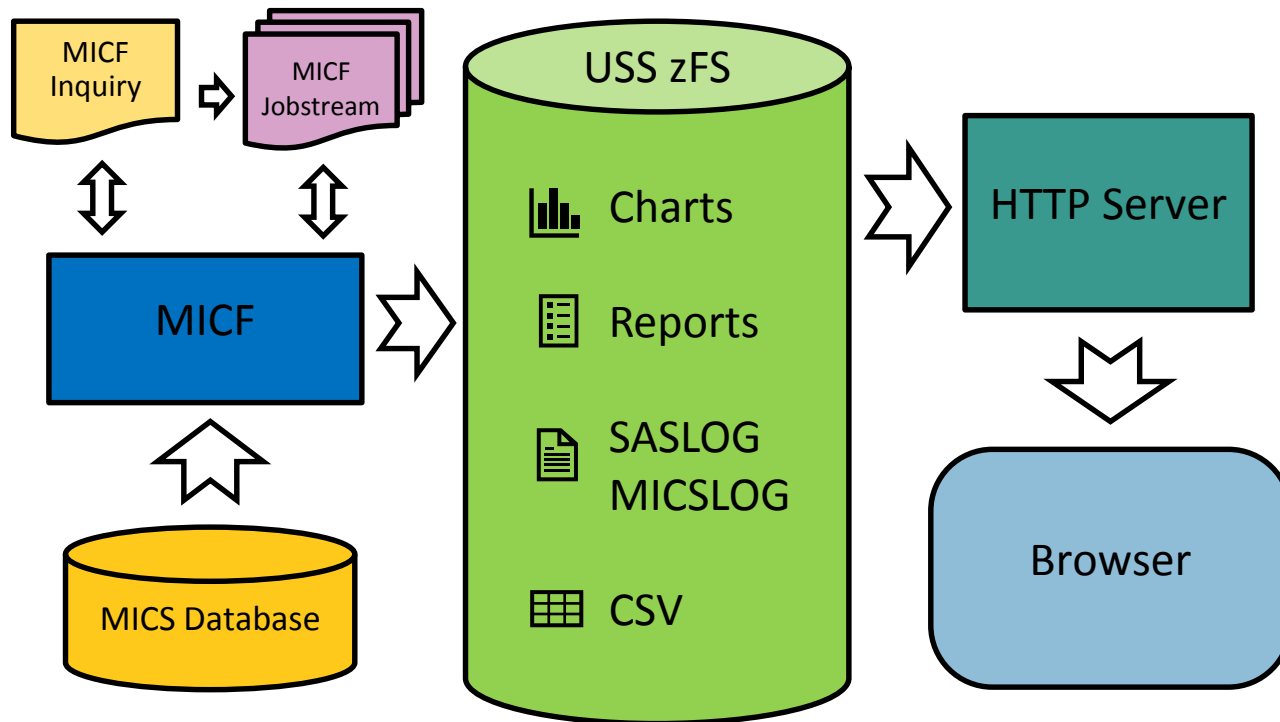 MICF
Inquiry
MICF
Jobstream
MICF
MICS Database
USS zFS
Charts
Reports
SASLOG
MICSLOG
CSV
HTTP Server
Browser